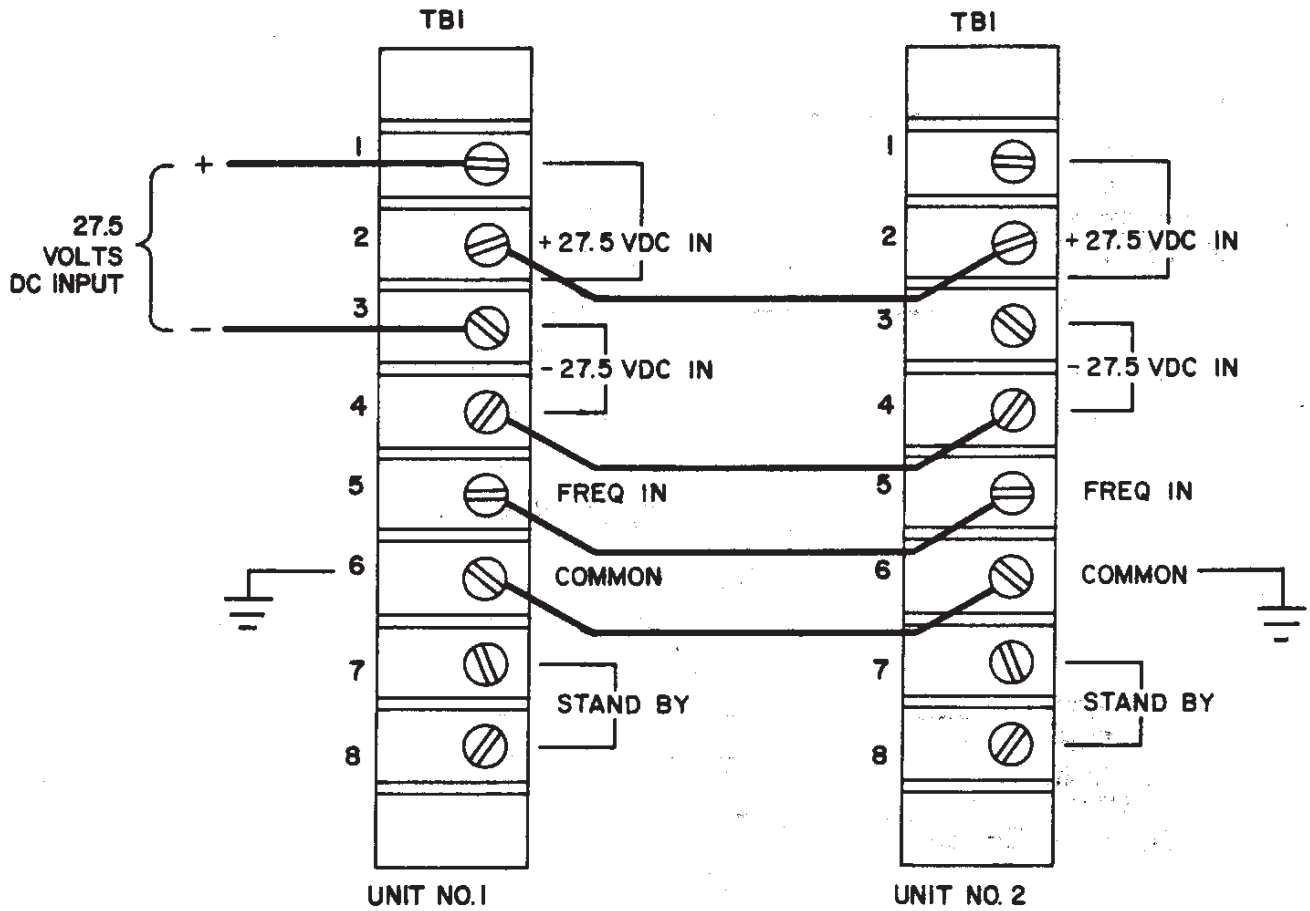 TB1
TB1
+
27.5
VOLTS
DC INPUT
-
1
2
3
4
5
6
7
8
+27.5 VDC IN
-27.5 VDC IN
FREQ IN
COMMON
STAND BY
1
2
3
4
5
6
7
8
+27.5 VDC IN
-27.5 VDC IN
FREQ IN
COMMON
STAND BY
UNIT NO. 1
UNIT NO. 2